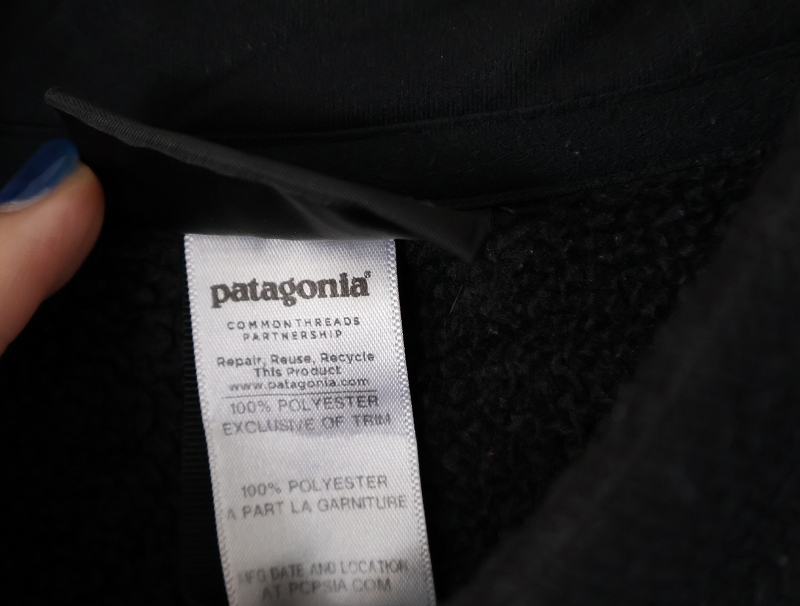 patagonia®
COMMONTHREADS
PARTNERSHIP
Repair, Reuse, Recycle
This Product
www.patagonia.com
100% POLYESTER
EXCLUSIVE OF TRIM
100% POLYESTER
A PART LA GARNITURE
MFG DATE AND LOCATION
AT PCPSIA.COM